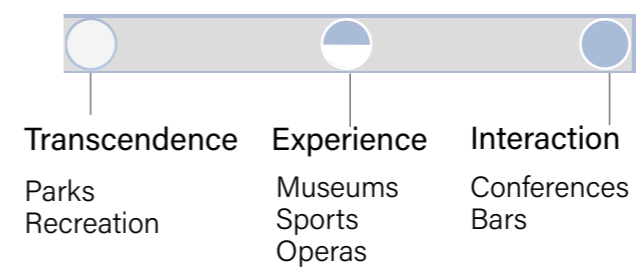 Transcendence
Parks
Recreation
Experience
Museums
Sports
Operas
Interaction
Conferences
Bars